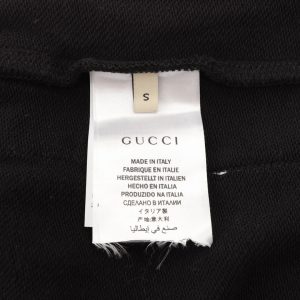 S
GUCCI
MADE IN ITALY
FABRIQUE EN ITALIE
HERGESTELLT IN ITALIEN
HECHO EN ITALIA
PRODUZIDO NA ITALIA
СДЕЛАНО В ИТАЛИИ
イタリア製
产地:意大利
صنع في إيطاليا